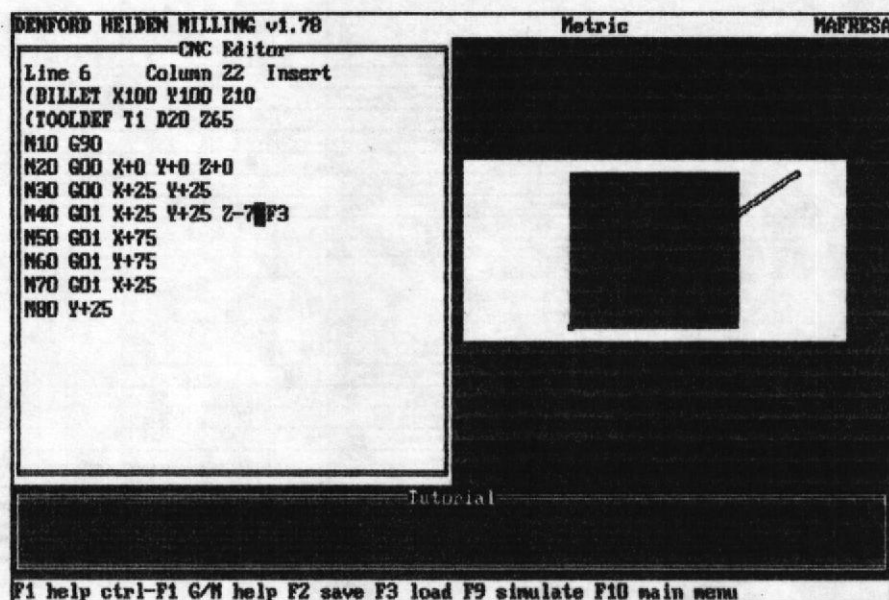 DENFORD HEIDEN MILLING v1.78 Metric MAFRESA
CNC Editor
Line 6 Column 22 Insert
(BILLET X100 Y100 Z10
(TOOLDEF T1 D20 Z65
N10 G90
N20 G00 X+0 Y+0 Z+0
N30 G00 X+25 Y+25
N40 G01 X+25 Y+25 Z-7 F3
N50 G01 X+75
N60 G01 Y+75
N70 G01 X+25
N80 Y+25
Tutorial
F1 help ctrl-F1 G/M help F2 save F3 load F9 simulate F10 main menu